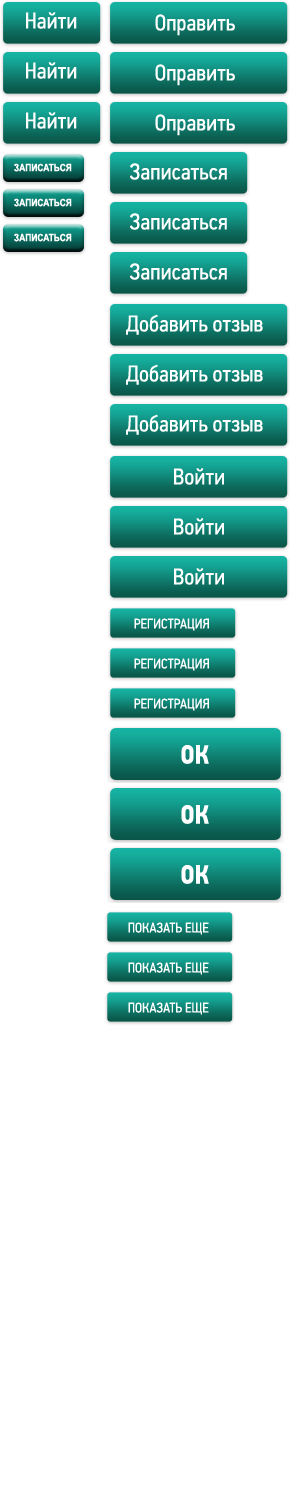 Найти
Оправить
Найти
Оправить
Найти
Оправить
ЗАПИСАТЬСЯ
Записаться
ЗАПИСАТЬСЯ
Записаться
ЗАПИСАТЬСЯ
Записаться
Добавить отзыв
Добавить отзыв
Добавить отзыв
Войти
Войти
Войти
РЕГИСТРАЦИЯ
РЕГИСТРАЦИЯ
РЕГИСТРАЦИЯ
ОК
ОК
ОК
ПОКАЗАТЬ ЕЩЕ
ПОКАЗАТЬ ЕЩЕ
ПОКАЗАТЬ ЕЩЕ